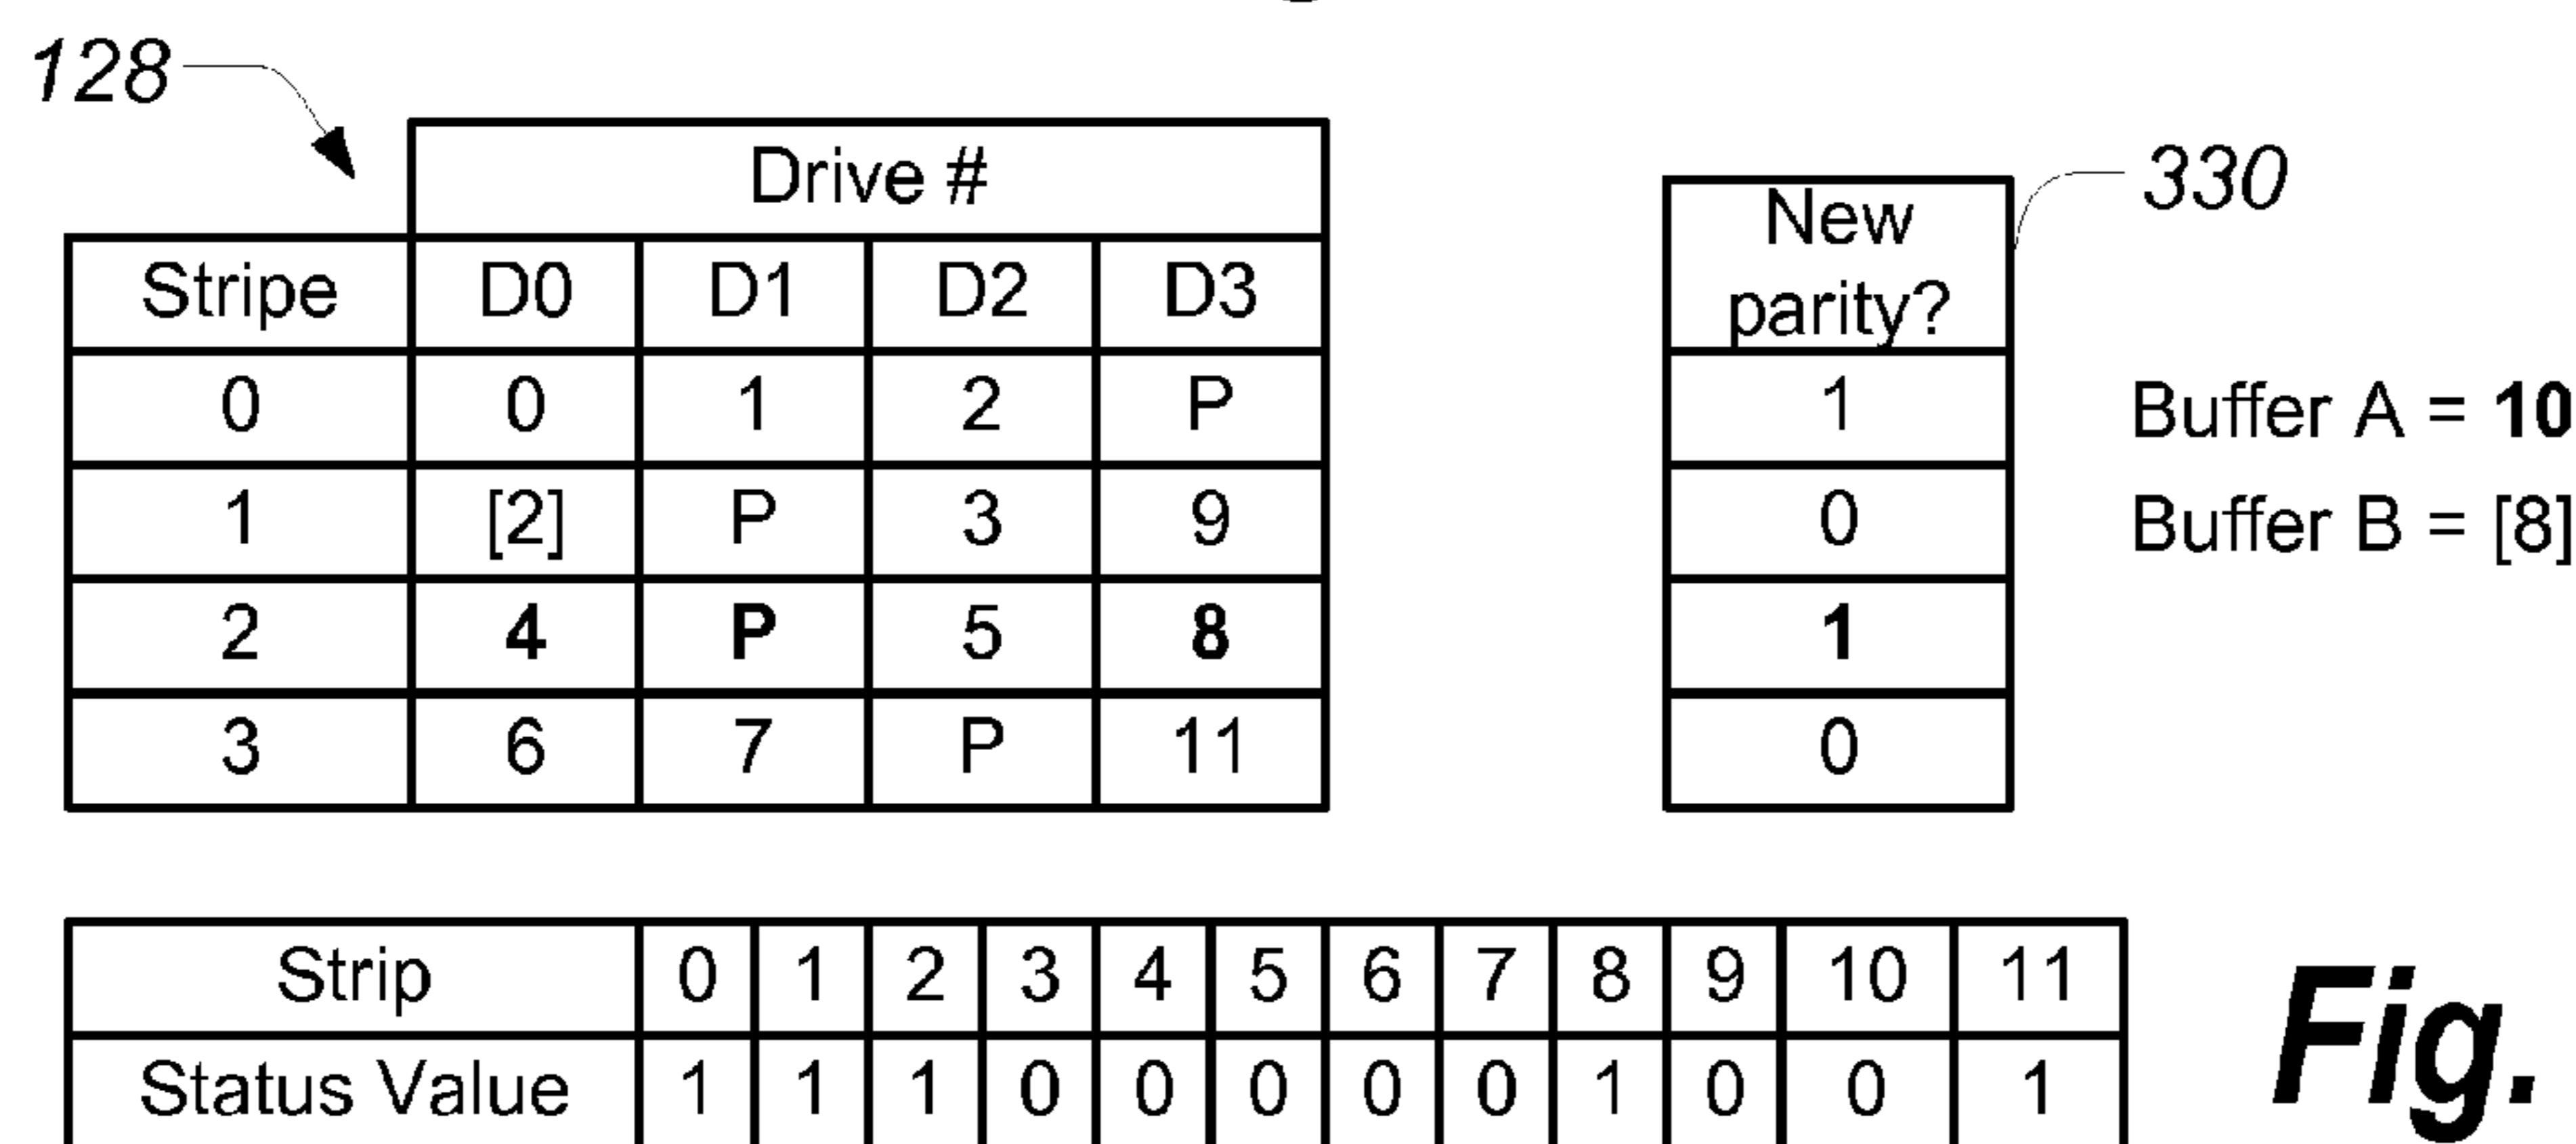 128
Drive #
330
New
parity?
Stripe D0 D1 D2 D3
0 0 1 2 P 1 Buffer A = 10
1 [2] P 3 9 0 Buffer B = [8]
2 4 P 5 8 1
3 6 7 P 11 0
Strip 0 1 2 3 4 5 6 7 8 9 10 11
Status Value 1 1 1 0 0 0 0 0 1 0 0 1
Fig.